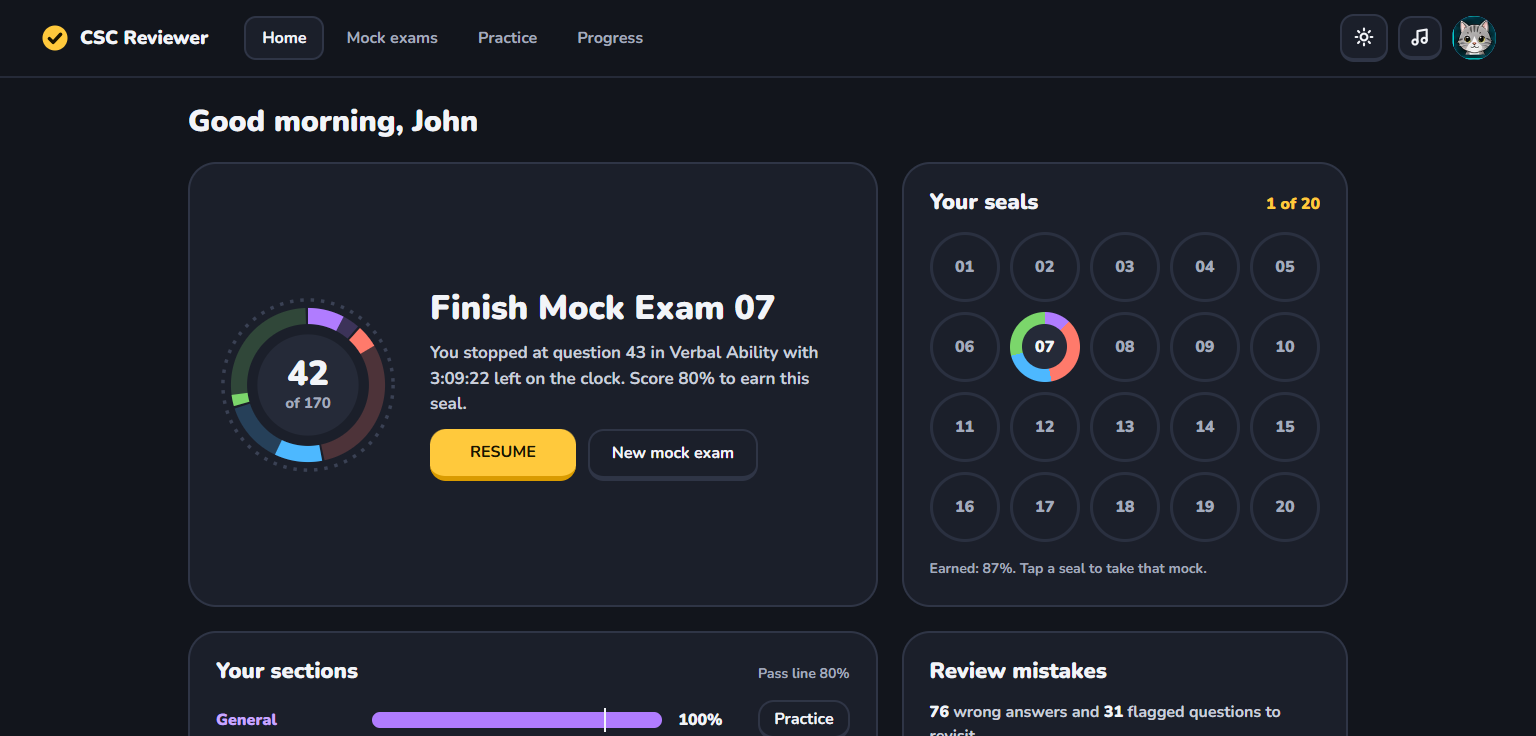 CSC Reviewer
Home
Mock exams
Practice
Progress
Good morning, John
42
of 170
Finish Mock Exam 07
You stopped at question 43 in Verbal Ability with
3:09:22 left on the clock. Score 80% to earn this
seal.
RESUME
New mock exam
Your seals
1 of 20
01 02 03 04 05
06 07 08 09 10
11 12 13 14 15
16 17 18 19 20
Earned: 87%. Tap a seal to take that mock.
Your sections
Pass line 80%
General
100%
Practice
Review mistakes
76 wrong answers and 31 flagged questions to
revisit